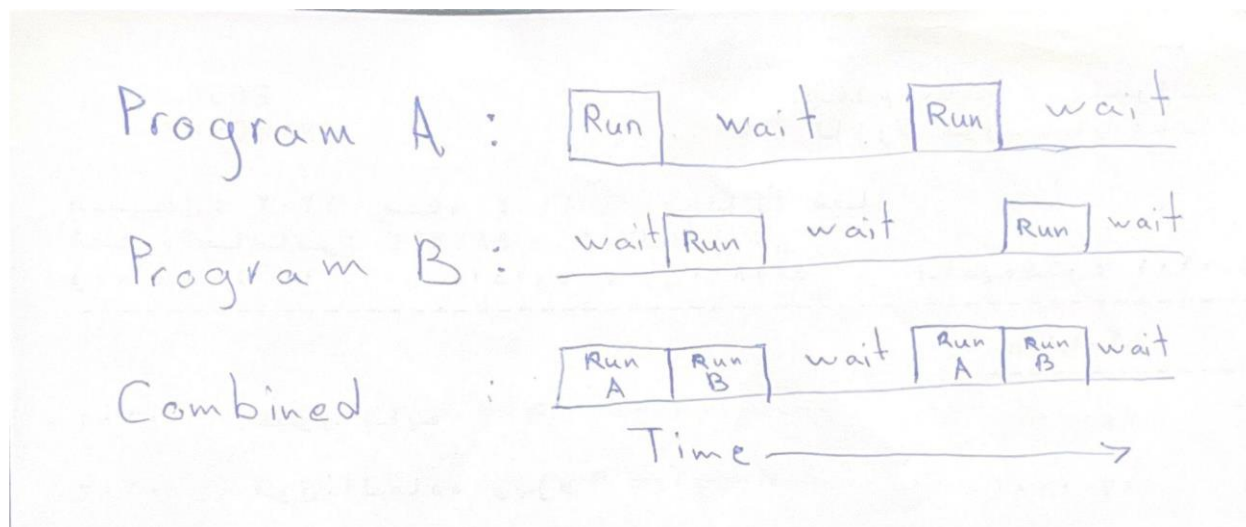 Program A : Run wait Run wait
Program B : wait Run wait Run wait
Combined : Run A Run B wait Run A Run B wait
Time